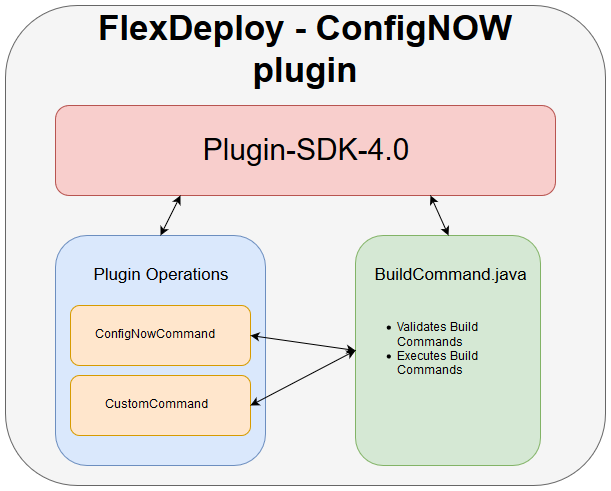 FlexDeploy - ConfigNOW
plugin
Plugin-SDK-4.0
Plugin Operations
ConfigNowCommand
CustomCommand
BuildCommand.java
• Validates Build
Commands
• Executes Build
Commands